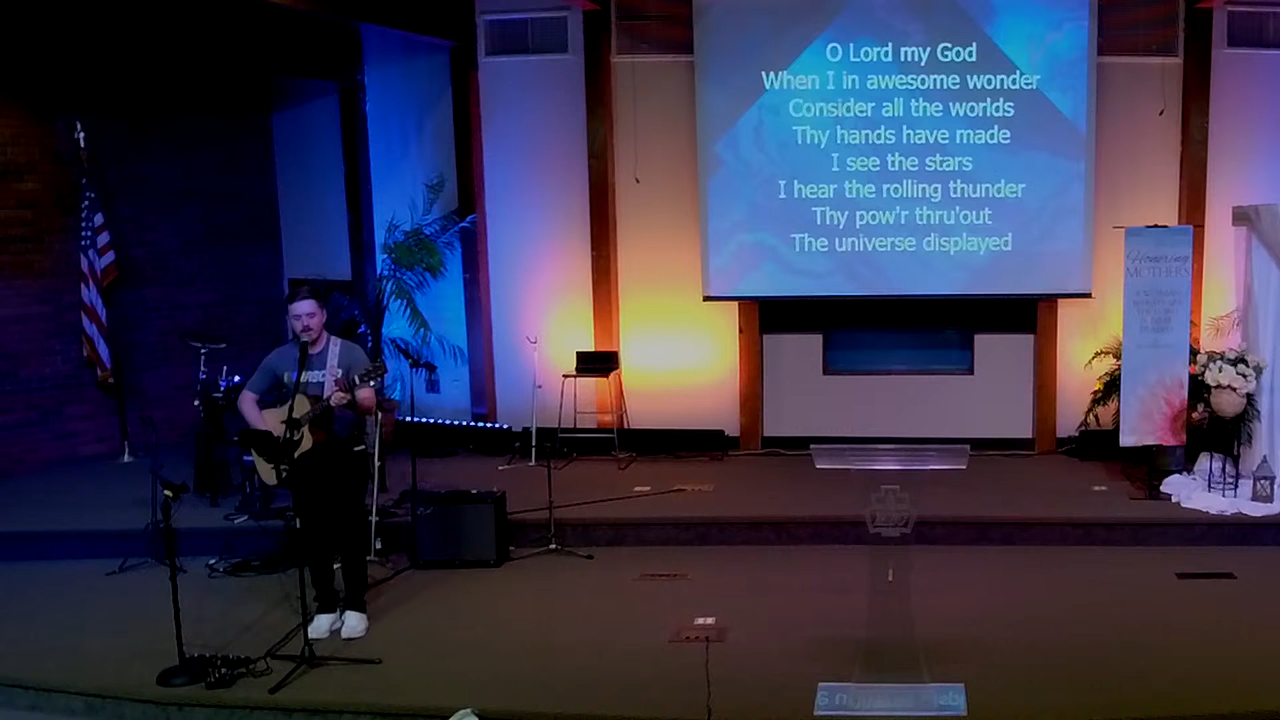 O Lord my God
When I in awesome wonder
Consider all the worlds
Thy hands have made
I see the stars
I hear the rolling thunder
Thy pow'r thru'out
The universe displayed
Honoring
MOTHERS